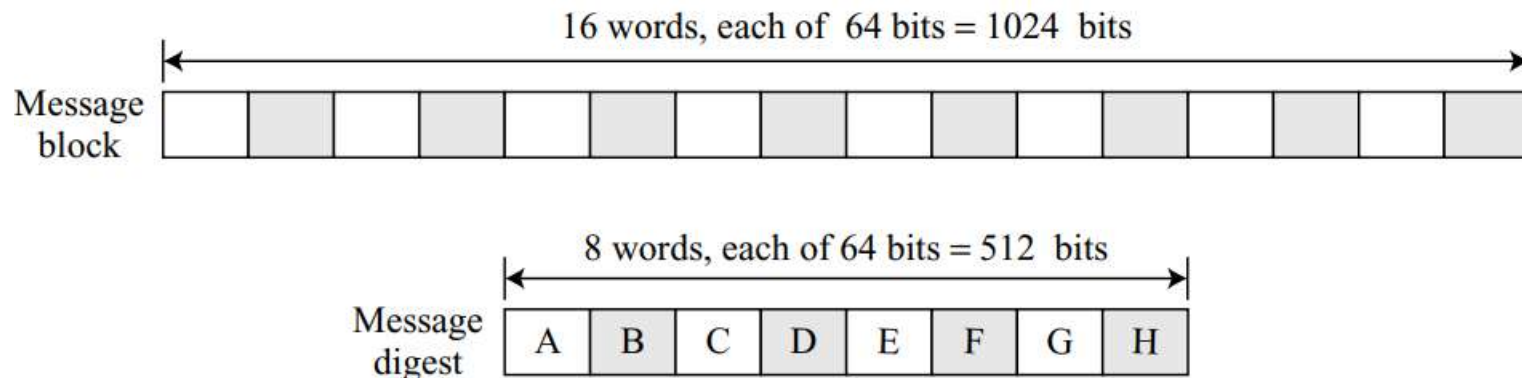 16 words, each of 64 bits = 1024 bits
Message
block
8 words, each of 64 bits = 512 bits
Message
digest
A B C D E F G H